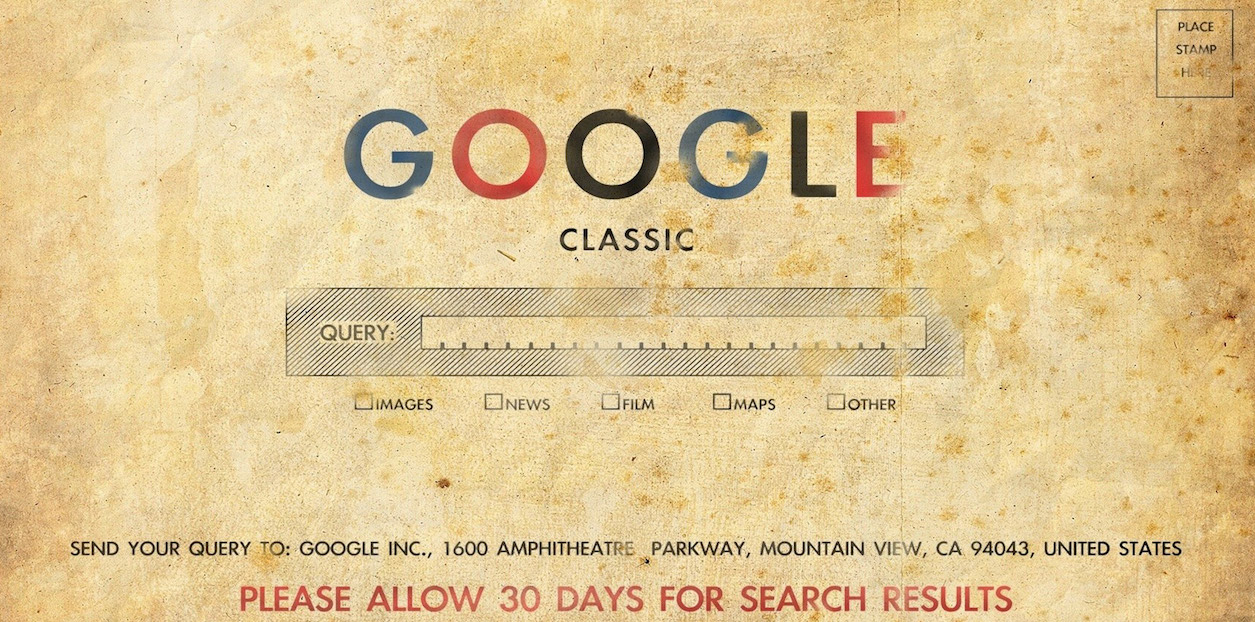 PLACE
STAMP
HERE
GOOGLE
CLASSIC
QUERY:
IMAGES NEWS FILM MAPS OTHER
SEND YOUR QUERY TO: GOOGLE INC., 1600 AMPHITHEATRE PARKWAY, MOUNTAIN VIEW, CA 94043, UNITED STATES
PLEASE ALLOW 30 DAYS FOR SEARCH RESULTS